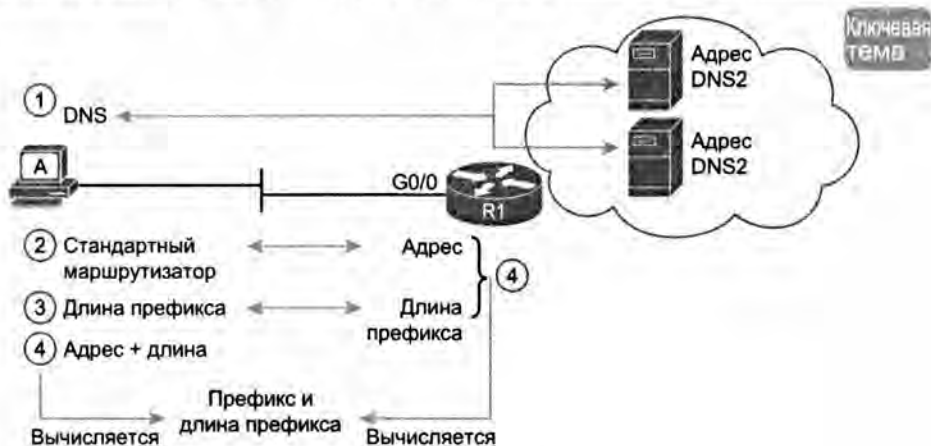 Ключевая
тема
Адрес
DNS2
1
DNS
Адрес
DNS2
A
G0/0
R1
2 Стандартный
маршрутизатор
Адрес
4
3 Длина префикса
Длина
префикса
4 Адрес + длина
Префикс и
длина префикса
Вычисляется
Вычисляется